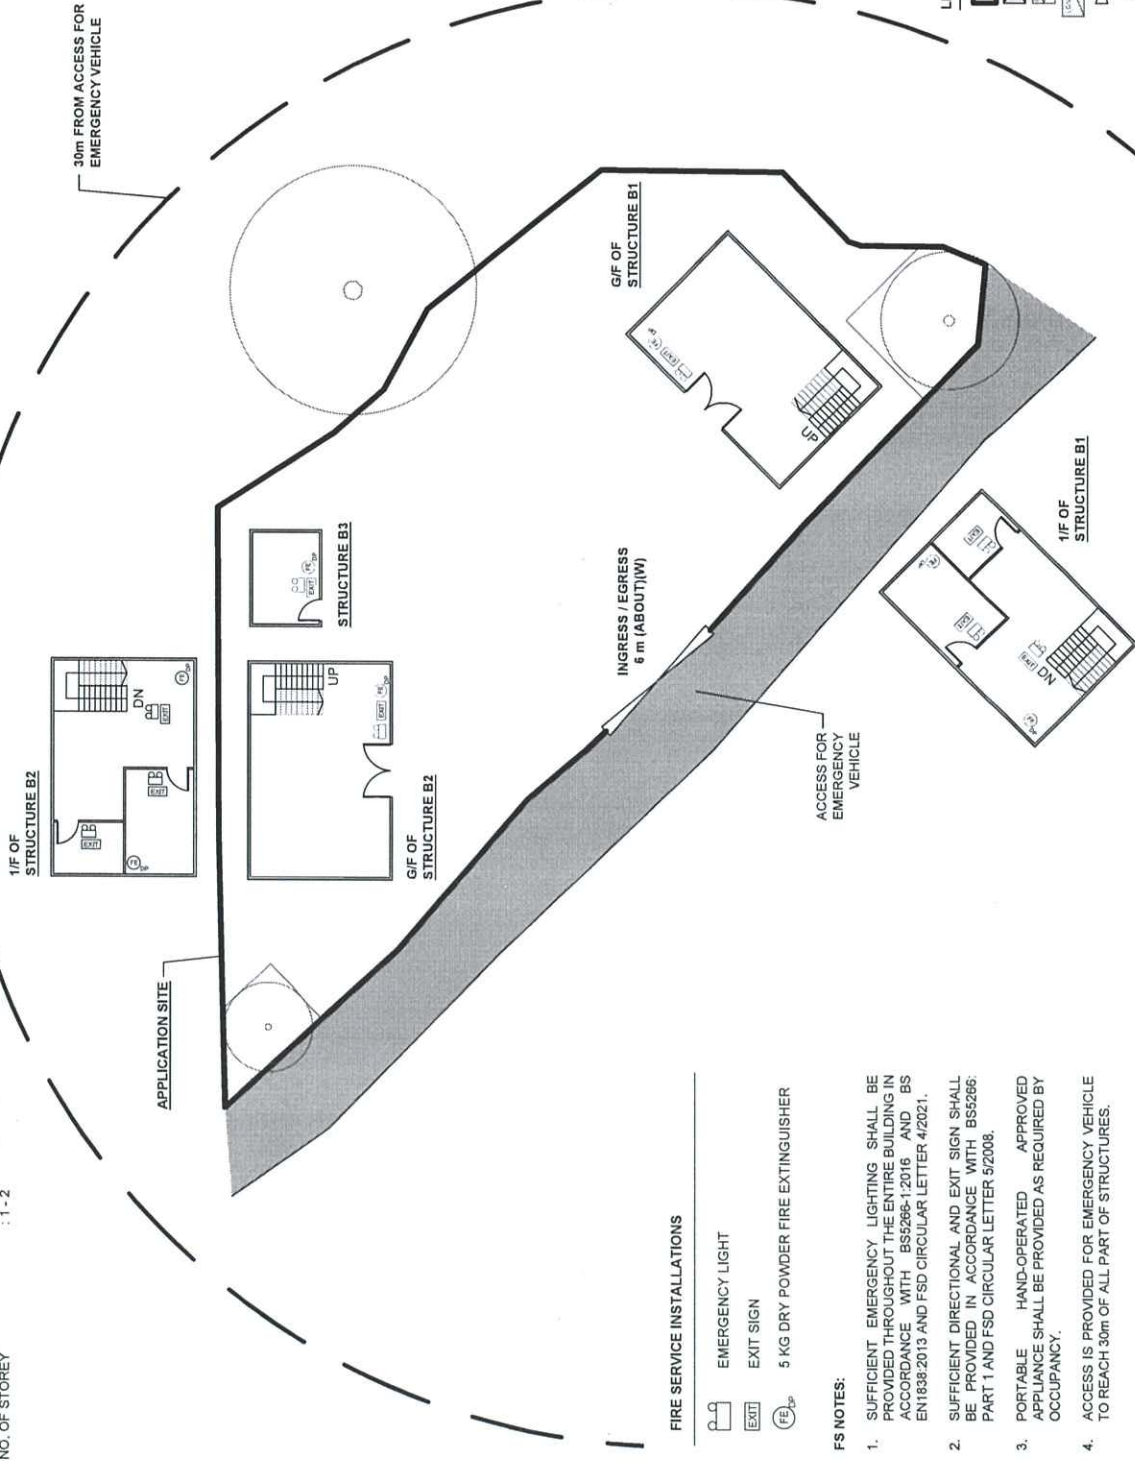 NO. OF STOREY : 1 - 2
30m FROM ACCESS FOR
EMERGENCY VEHICLE
1/F OF
STRUCTURE B2
DN
EXIT
EXIT
EXIT
FE
DP
FE
DP
APPLICATION SITE
G/F OF
STRUCTURE B2
UP
EXIT
FE
DP
STRUCTURE B3
EXIT
FE
DP
G/F OF
STRUCTURE B1
UP
EXIT
FE
DP
INGRESS / EGRESS
6 m (ABOUT)(W)
ACCESS FOR
EMERGENCY
VEHICLE
1/F OF
STRUCTURE B1
DN
EXIT
EXIT
EXIT
FE
DP
FE
DP
FIRE SERVICE INSTALLATIONS
EMERGENCY LIGHT
EXIT EXIT SIGN
FE DP 5 KG DRY POWDER FIRE EXTINGUISHER
FS NOTES:
1. SUFFICIENT EMERGENCY LIGHTING SHALL BE
PROVIDED THROUGHOUT THE ENTIRE BUILDING IN
ACCORDANCE WITH BS5266-1:2016 AND BS
EN1838:2013 AND FSD CIRCULAR LETTER 4/2021.
2. SUFFICIENT DIRECTIONAL AND EXIT SIGN SHALL
BE PROVIDED IN ACCORDANCE WITH BS5266:
PART 1 AND FSD CIRCULAR LETTER 5/2008.
3. PORTABLE HAND-OPERATED APPROVED
APPLIANCE SHALL BE PROVIDED AS REQUIRED BY
OCCUPANCY.
4. ACCESS IS PROVIDED FOR EMERGENCY VEHICLE
TO REACH 30m OF ALL PART OF STRUCTURES.